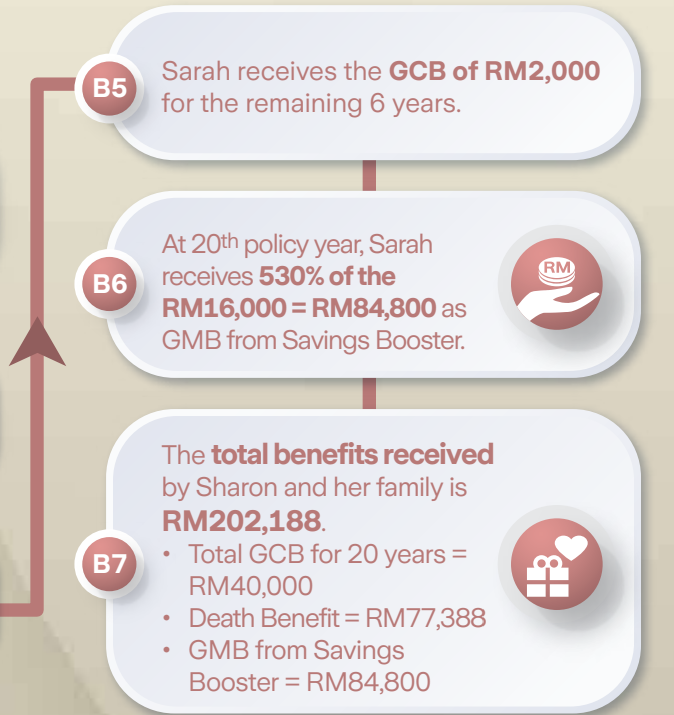 B5
Sarah receives the GCB of RM2,000
for the remaining 6 years.
B6
At 20th policy year, Sarah
receives 530% of the
RM16,000 = RM84,800 as
GMB from Savings Booster.
RM
B7
The total benefits received
by Sharon and her family is
RM202,188.
• Total GCB for 20 years =
RM40,000
• Death Benefit = RM77,388
• GMB from Savings
Booster = RM84,800